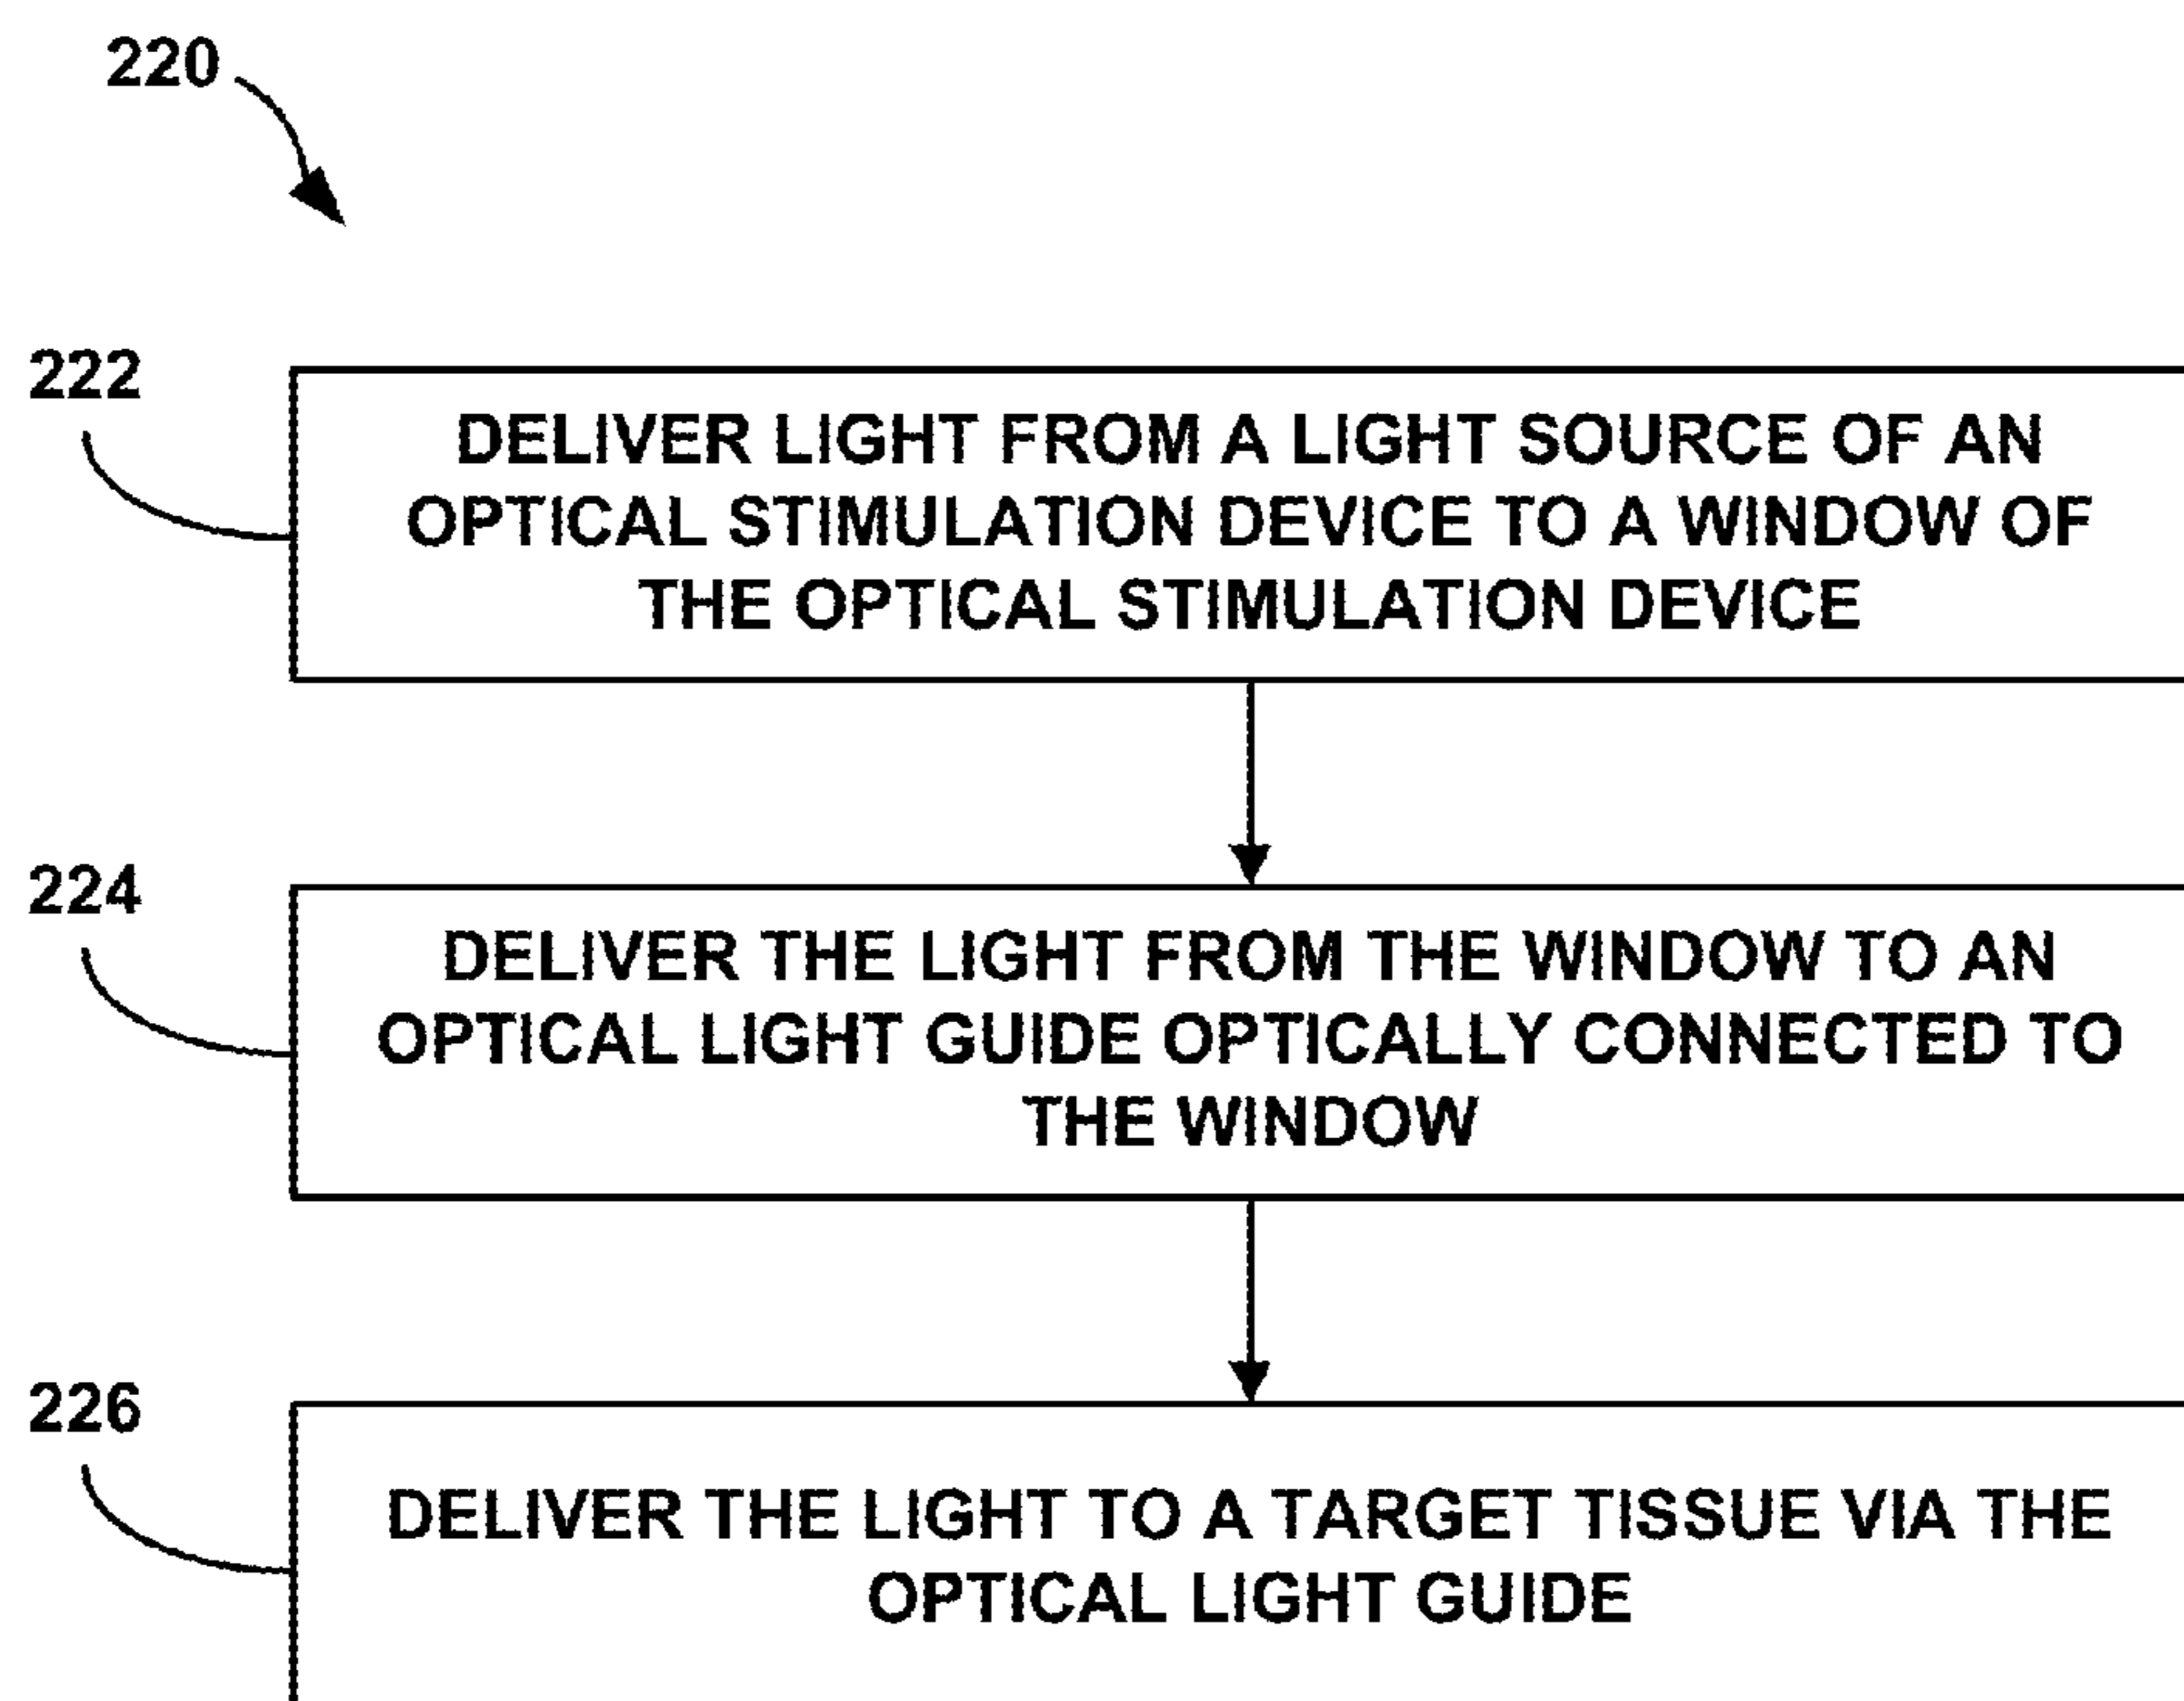 220
222
DELIVER LIGHT FROM A LIGHT SOURCE OF AN
OPTICAL STIMULATION DEVICE TO A WINDOW OF
THE OPTICAL STIMULATION DEVICE
224
DELIVER THE LIGHT FROM THE WINDOW TO AN
OPTICAL LIGHT GUIDE OPTICALLY CONNECTED TO
THE WINDOW
226
DELIVER THE LIGHT TO A TARGET TISSUE VIA THE
OPTICAL LIGHT GUIDE